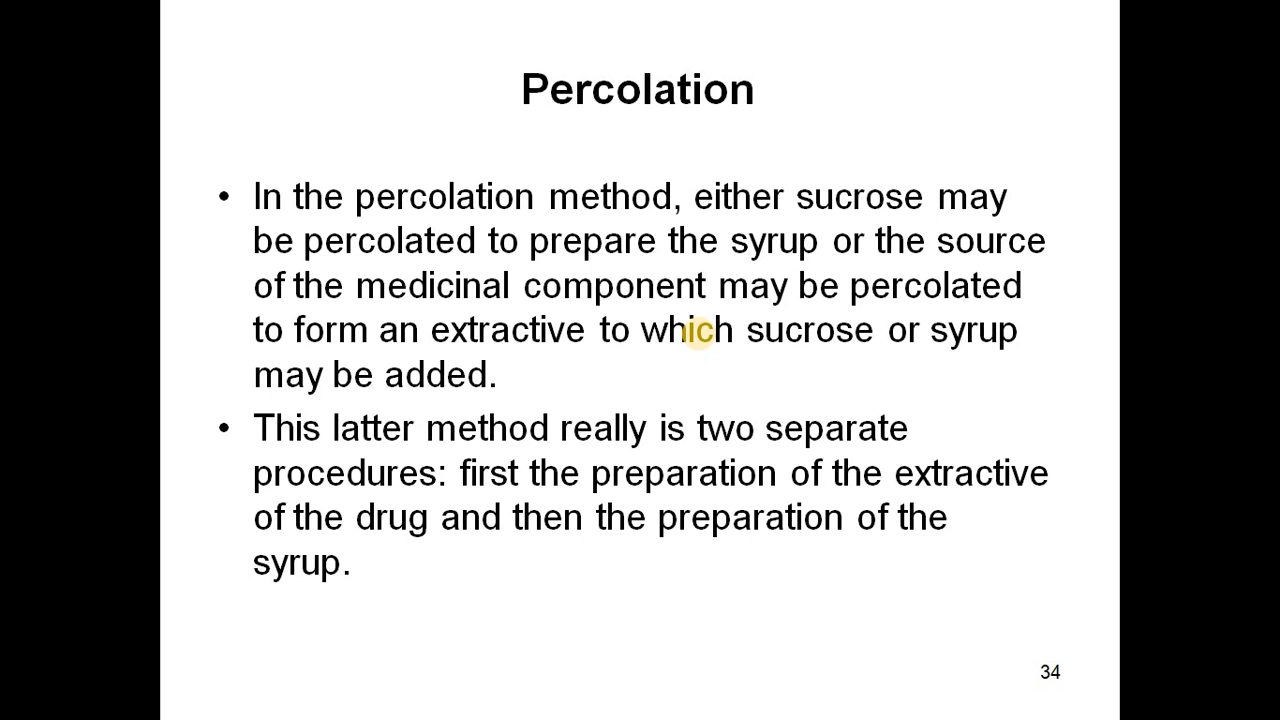 Percolation
• In the percolation method, either sucrose may
be percolated to prepare the syrup or the source
of the medicinal component may be percolated
to form an extractive to which sucrose or syrup
may be added.
• This latter method really is two separate
procedures: first the preparation of the extractive
of the drug and then the preparation of the
syrup.
34